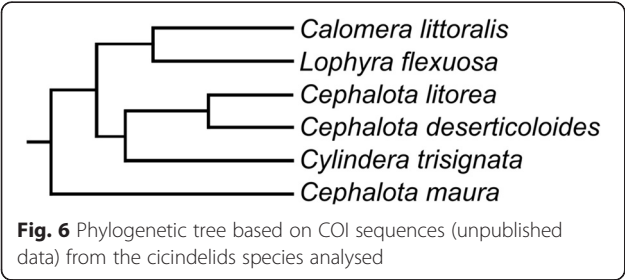 Calomera littoralis
Lophyra flexuosa
Cephalota litorea
Cephalota deserticoloides
Cylindera trisignata
Cephalota maura
Fig. 6 Phylogenetic tree based on COI sequences (unpublished
data) from the cicindelids species analysed